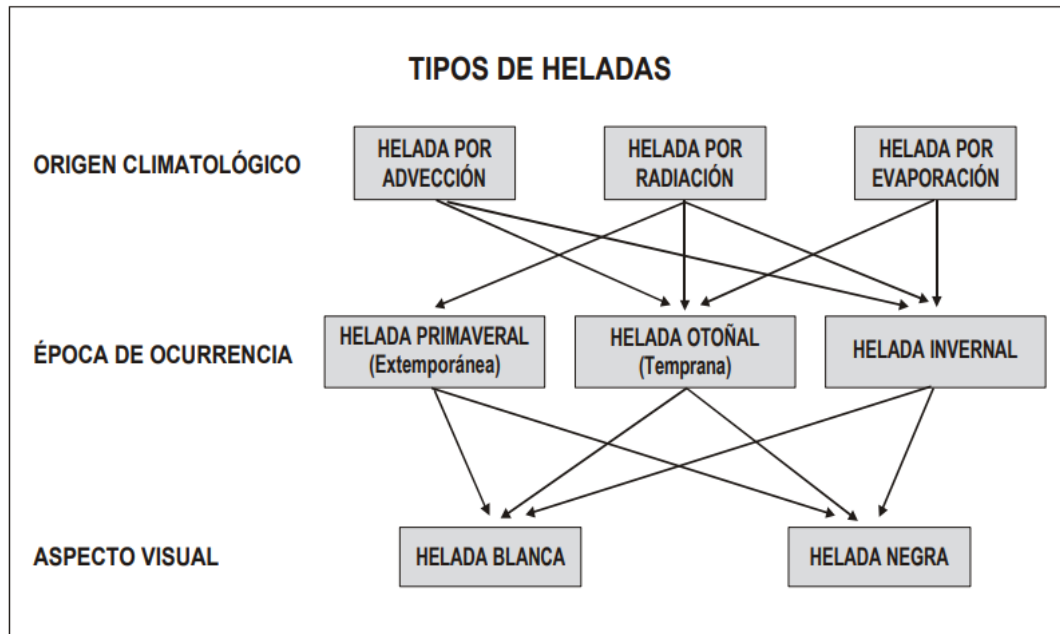 TIPOS DE HELADAS
ORIGEN CLIMATOLÓGICO
HELADA POR
ADVECCIÓN
HELADA POR
RADIACIÓN
HELADA POR
EVAPORACIÓN
ÉPOCA DE OCURRENCIA
HELADA PRIMAVERAL
(Extemporánea)
HELADA OTOÑAL
(Temprana)
HELADA INVERNAL
ASPECTO VISUAL
HELADA BLANCA
HELADA NEGRA